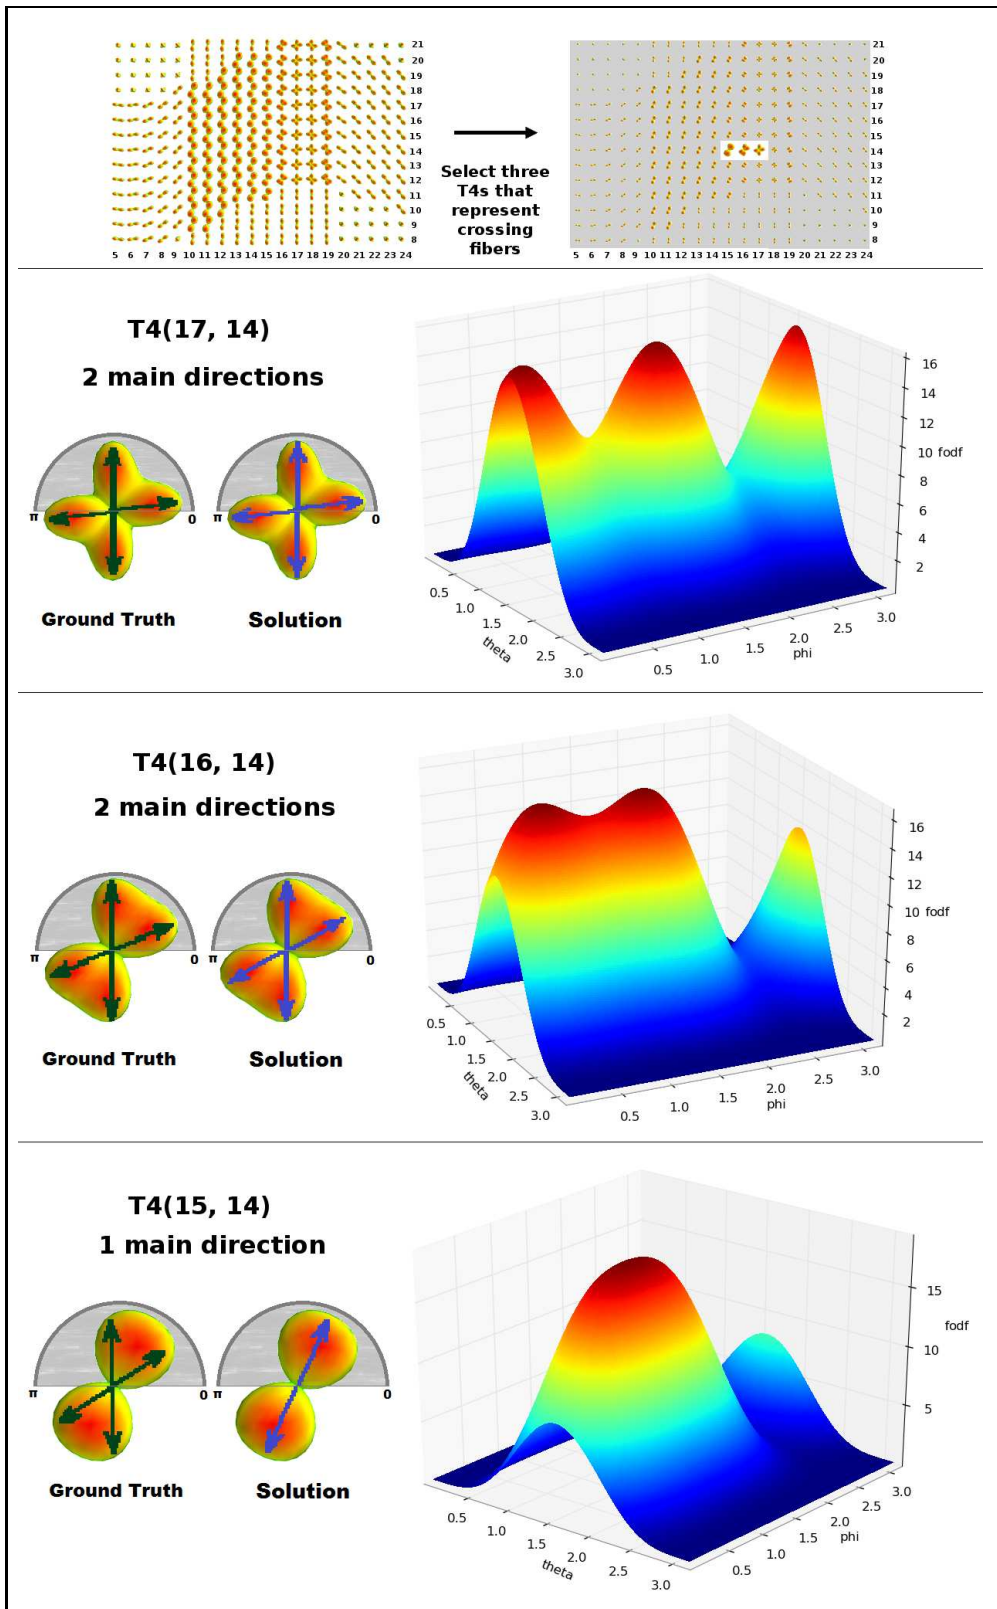 21
20
19
18
17
16
15
14
13
12
11
10
9
8
5 6 7 8 9 10 11 12 13 14 15 16 17 18 19 20 21 22 23 24
Select three
T4s that
represent
crossing
fibers
21
20
19
18
17
16
15
14
13
12
11
10
9
8
5 6 7 8 9 10 11 12 13 14 15 16 17 18 19 20 21 22 23 24
T4(17, 14)
2 main directions
π 0
π 0
Ground Truth
Solution
16
14
12
10 fodf
8
6
4
2
0.5
1.0
1.5
2.0
2.5
3.0
theta
0.5
1.0
1.5
2.0
2.5
3.0
phi
T4(16, 14)
2 main directions
π 0
π 0
Ground Truth
Solution
16
14
12
10 fodf
8
6
4
2
0.5
1.0
1.5
2.0
2.5
3.0
theta
0.5
1.0
1.5
2.0
2.5
3.0
phi
T4(15, 14)
1 main direction
π 0
π 0
Ground Truth
Solution
15
fodf
10
5
0.5
1.0
1.5
2.0
2.5
3.0
theta
0.5
1.0
1.5
2.0
2.5
3.0
phi